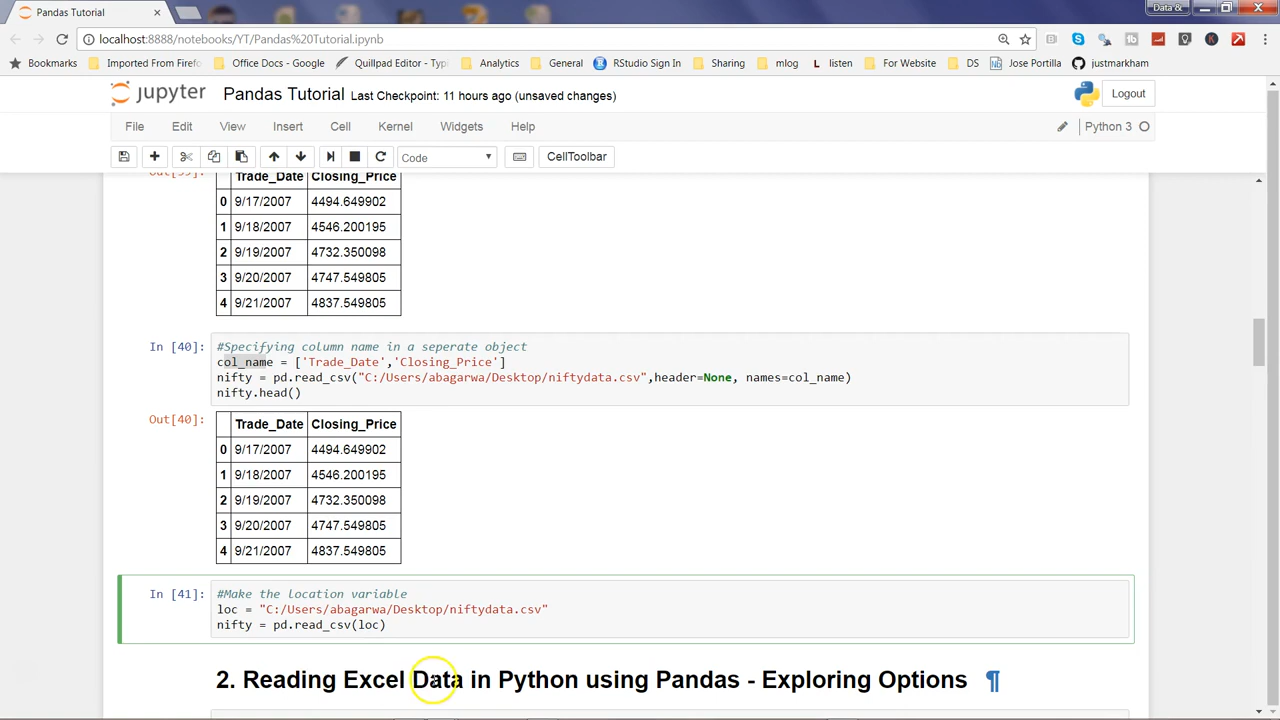 Pandas Tutorial
Data &
localhost:8888/notebooks/YT/Pandas%20Tutorial.ipynb
Bookmarks Imported From Firefo Office Docs - Google Quillpad Editor - Typi Analytics General RStudio Sign In Sharing mlog listen For Website DS Jose Portilla justmarkham
jupyter Pandas Tutorial Last Checkpoint: 11 hours ago (unsaved changes) Logout
File Edit View Insert Cell Kernel Widgets Help Python 3
Code CellToolbar
Out[39]:
Trade_Date Closing_Price
0 9/17/2007 4494.649902
1 9/18/2007 4546.200195
2 9/19/2007 4732.350098
3 9/20/2007 4747.549805
4 9/21/2007 4837.549805
In [40]: #Specifying column name in a seperate object
col_name = ['Trade_Date','Closing_Price']
nifty = pd.read_csv("C:/Users/abagarwa/Desktop/niftydata.csv",header=None, names=col_name)
nifty.head()
Out[40]:
Trade_Date Closing_Price
0 9/17/2007 4494.649902
1 9/18/2007 4546.200195
2 9/19/2007 4732.350098
3 9/20/2007 4747.549805
4 9/21/2007 4837.549805
In [41]: #Make the location variable
loc = "C:/Users/abagarwa/Desktop/niftydata.csv"
nifty = pd.read_csv(loc)
2. Reading Excel Data in Python using Pandas - Exploring Options ¶